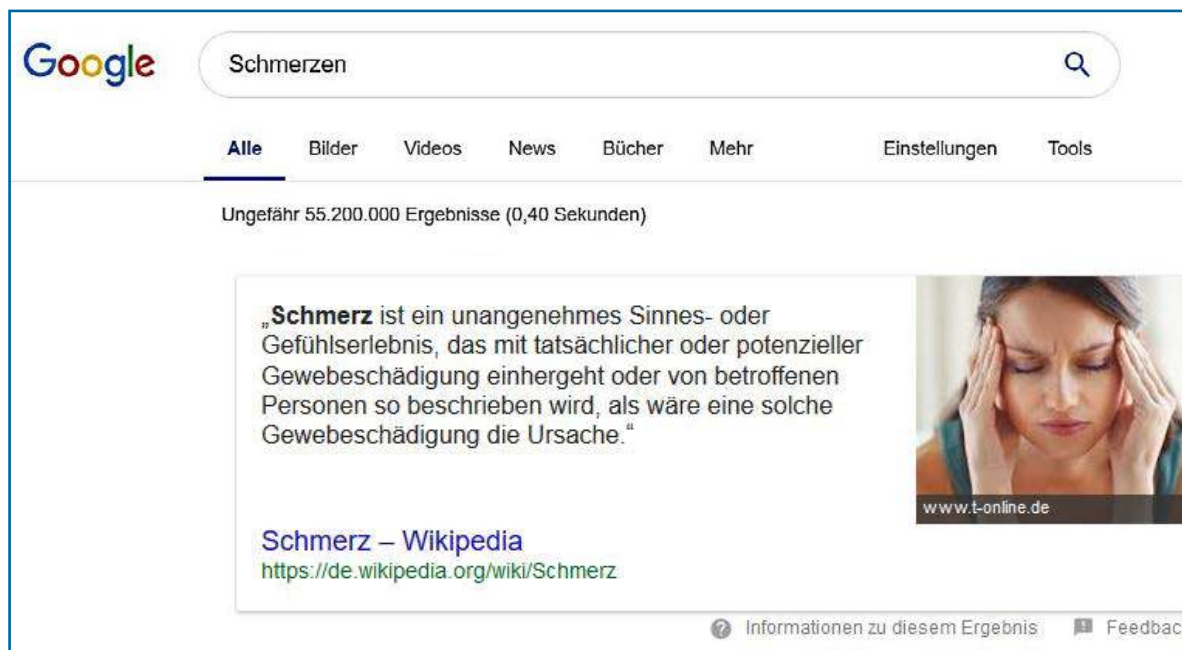 Google
Schmerzen
Alle Bilder Videos News Bücher Mehr Einstellungen Tools
Ungefähr 55.200.000 Ergebnisse (0,40 Sekunden)
„Schmerz ist ein unangenehmes Sinnes- oder
Gefühlserlebnis, das mit tatsächlicher oder potenzieller
Gewebeschädigung einhergeht oder von betroffenen
Personen so beschrieben wird, als wäre eine solche
Gewebeschädigung die Ursache.“
www.t-online.de
Schmerz – Wikipedia
https://de.wikipedia.org/wiki/Schmerz
Informationen zu diesem Ergebnis Feedbac